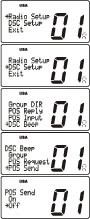 USA
Radio Setup
DSC Setup
Exit
01
USA
Radio Setup
DSC Setup
Exit
01
USA
Group DIR
POS Reply
POS Input
DSC Beep
01
USA
DSC Beep
Group
POS Request
POS Send
01
USA
POS Send
On
Off
01